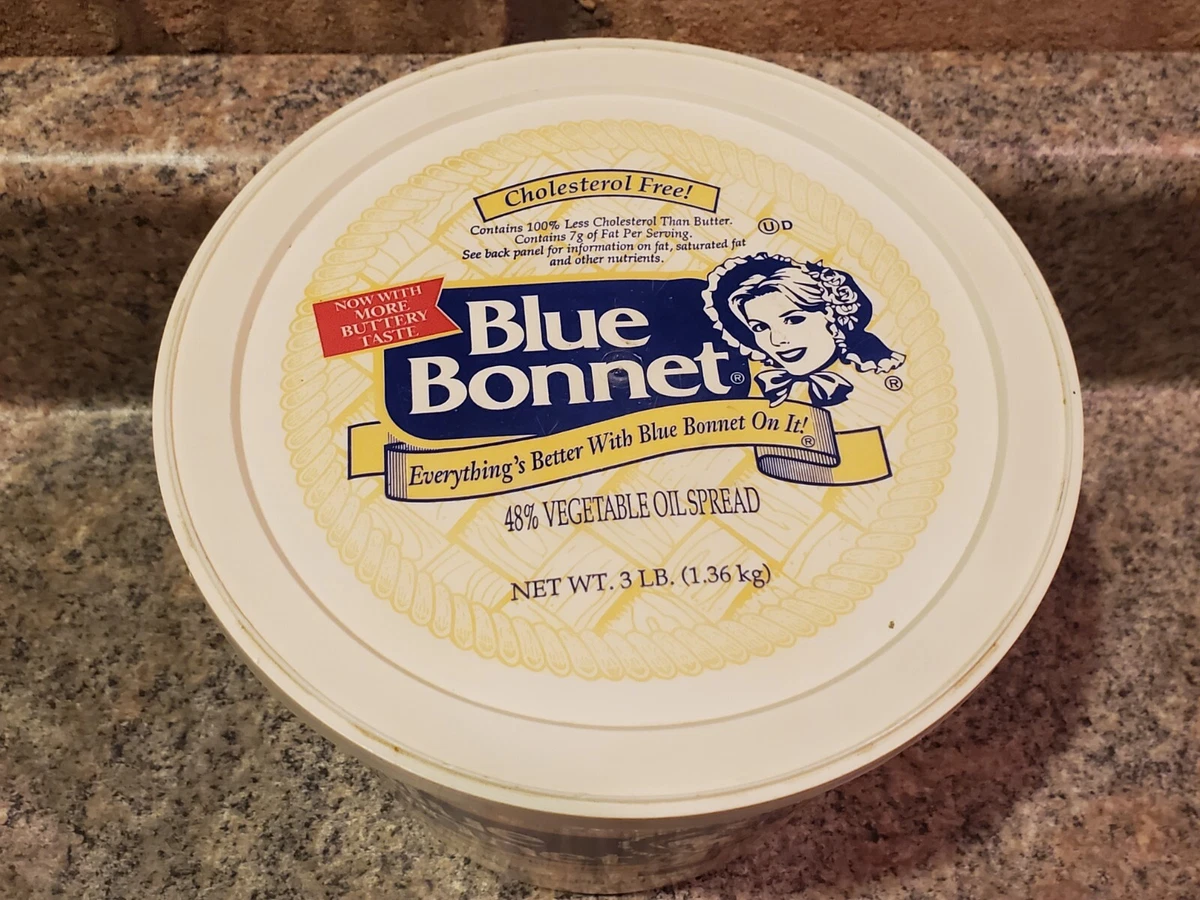 Cholesterol Free!
Contains 100% Less Cholesterol Than Butter.
Contains 7g of Fat Per Serving.
See back panel for information on fat, saturated fat
and other nutrients.
Ⓤ D
NOW WITH
MORE
BUTTERY
TASTE
Blue
Bonnet®
®
Everything's Better With Blue Bonnet On It!®
48% VEGETABLE OIL SPREAD
NET WT. 3 LB. (1.36 kg)